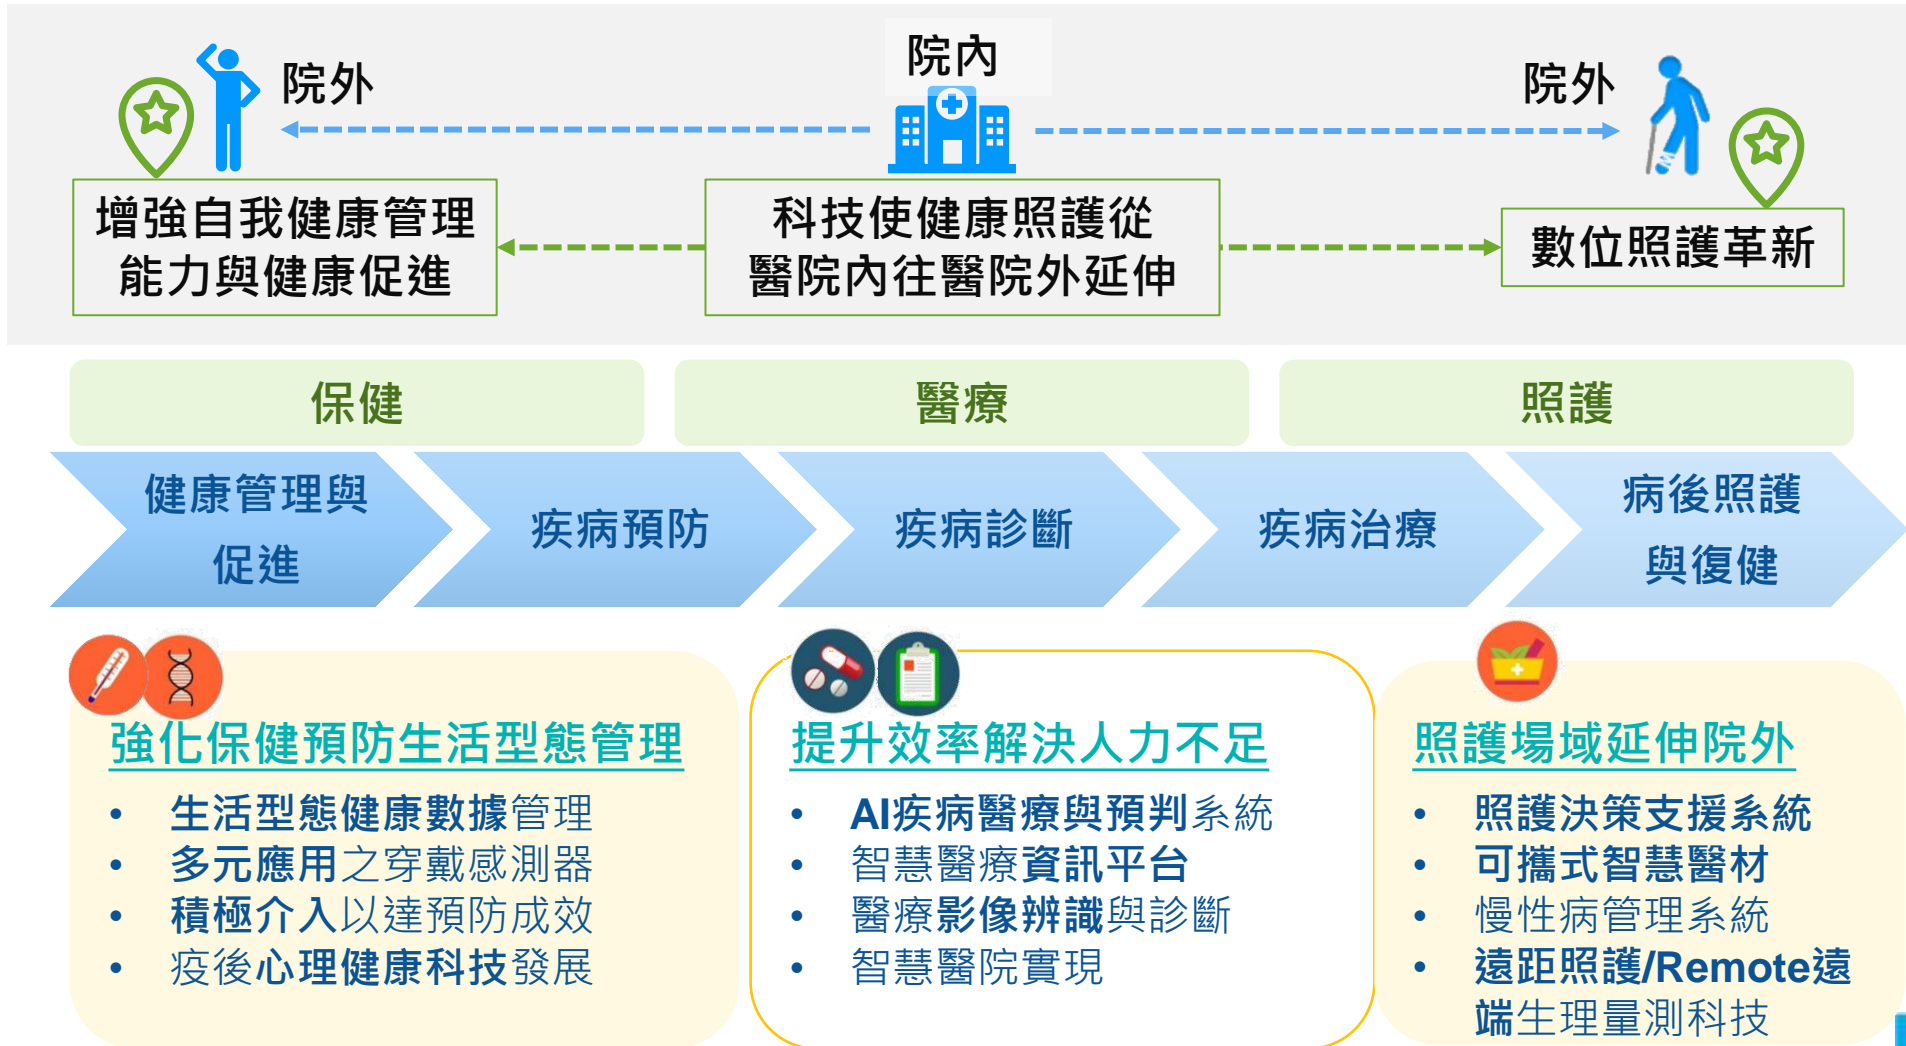 院外
院內
院外
增強自我健康管理
能力與健康促進
科技使健康照護從
醫院內往醫院外延伸
數位照護革新
保健
醫療
照護
健康管理與
促進
疾病預防
疾病診斷
疾病治療
病後照護
與復健
強化保健預防生活型態管理
• 生活型態健康數據管理
• 多元應用之穿戴感測器
• 積極介入以達預防成效
• 疫後心理健康科技發展
提升效率解決人力不足
• AI疾病醫療與預判系統
• 智慧醫療資訊平台
• 醫療影像辨識與診斷
• 智慧醫院實現
照護場域延伸院外
• 照護決策支援系統
• 可攜式智慧醫材
• 慢性病管理系統
• 遠距照護/Remote遠
端生理量測科技